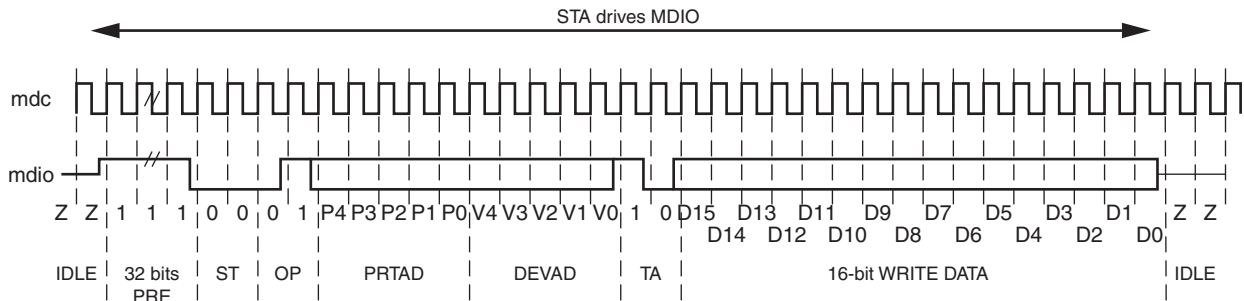 STA drives MDIO
mdc
mdio
Z Z 1 1 1 0 0 0 1 P4 P3 P2 P1 P0 V4 V3 V2 V1 V0 1 0 D15 D13 D11 D9 D7 D5 D3 D1 Z Z
D14 D12 D10 D8 D6 D4 D2 D0
IDLE 32 bits ST OP PRTAD DEVAD TA 16-bit WRITE DATA IDLE
PRE